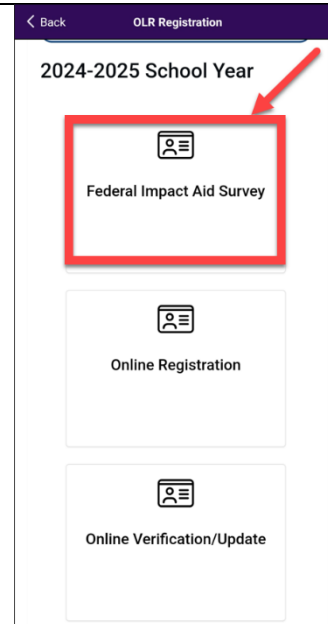 Back
OLR Registration
2024-2025 School Year
Federal Impact Aid Survey
Online Registration
Online Verification/Update